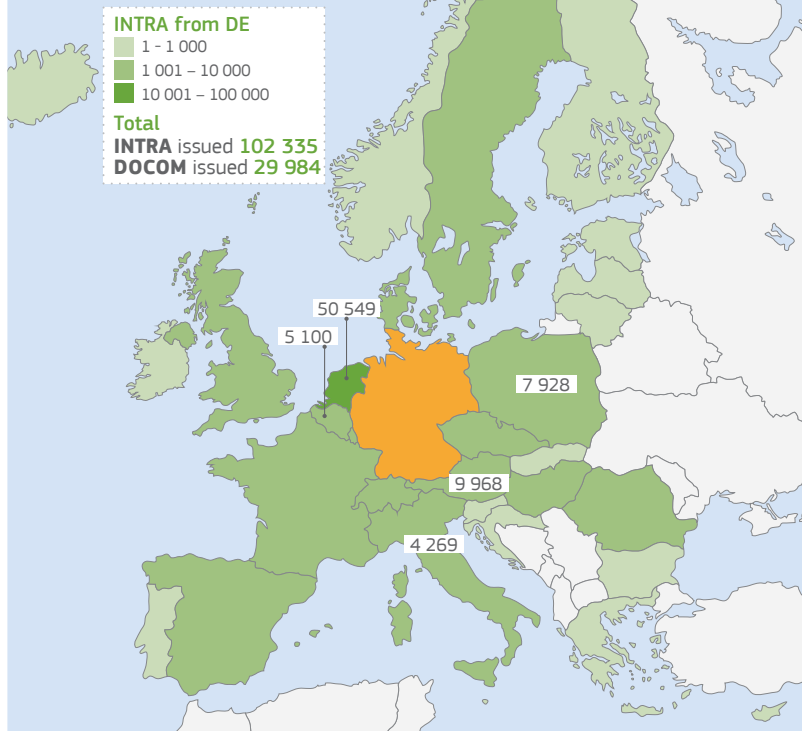 INTRA from DE
1 - 1 000
1 001 – 10 000
10 001 – 100 000
Total
INTRA issued 102 335
DOCOM issued 29 984
50 549
5 100
7 928
9 968
4 269